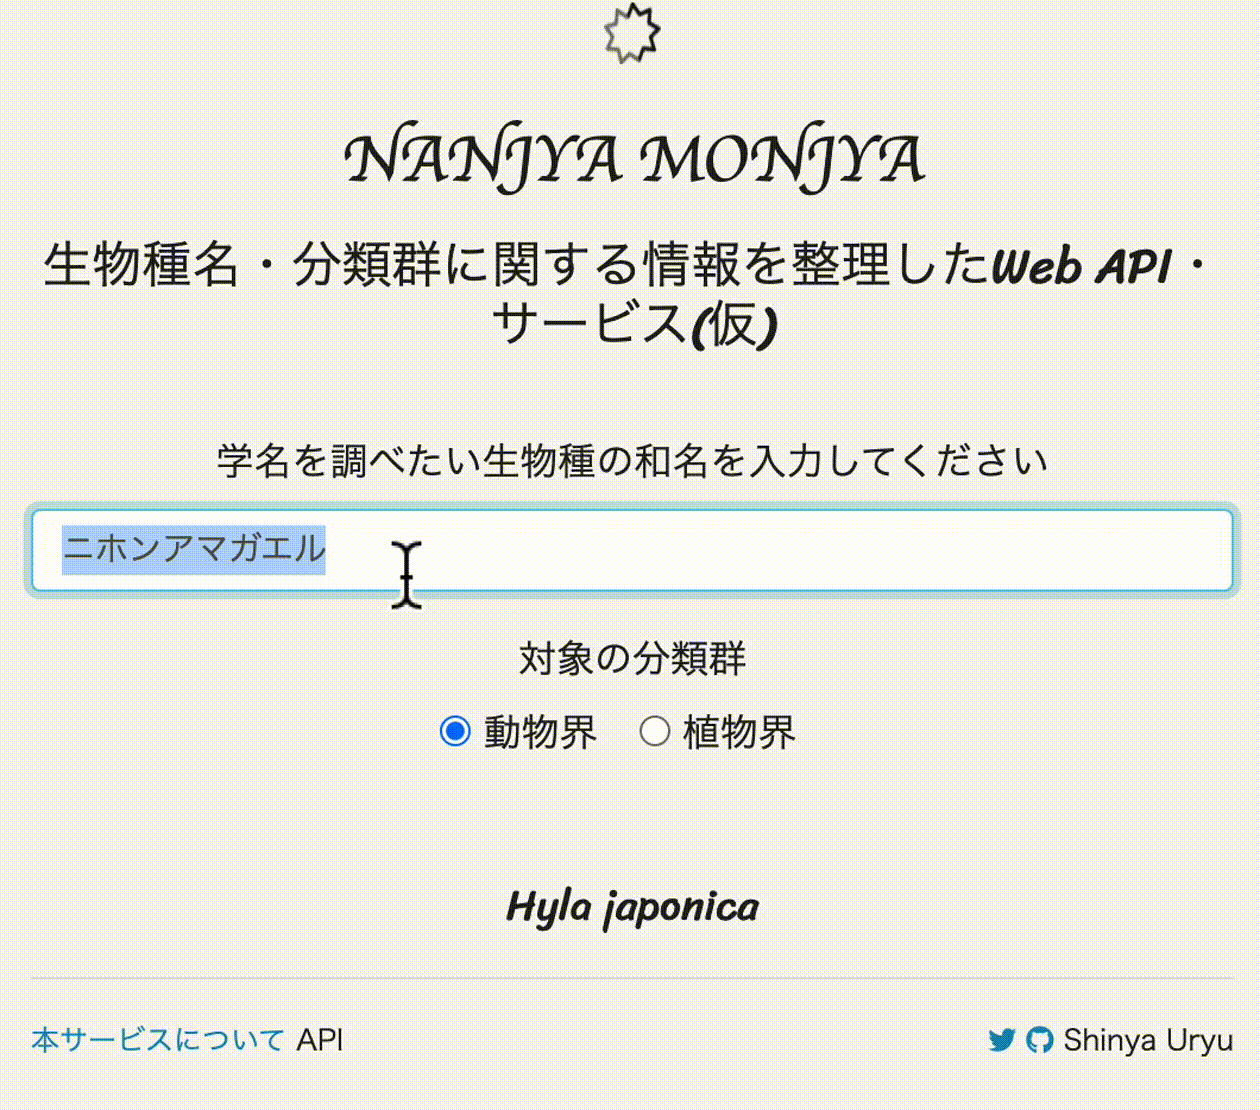 NANJYA MONJYA
生物種名・分類群に関する情報を整理したWeb API・
サービス(仮)
学名を調べたい生物種の和名を入力してください
ニホンアマガエル
対象の分類群
動物界 植物界
Hyla japonica
本サービスについて API Shinya Uryu